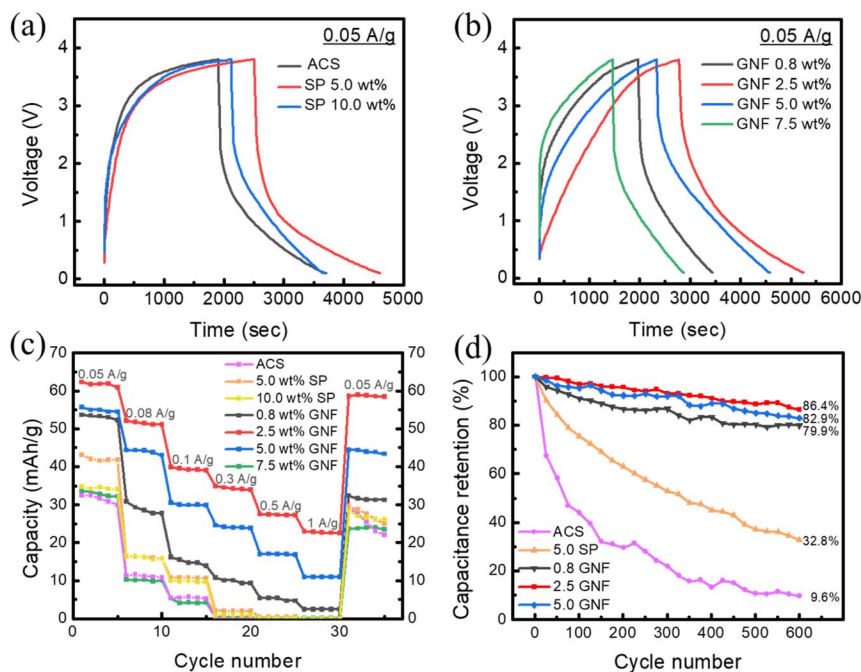 (a)
0.05 A/g
ACS
SP 5.0 wt%
SP 10.0 wt%
Voltage (V)
4
3
2
1
0
0 1000 2000 3000 4000 5000
Time (sec)
(b)
0.05 A/g
GNF 0.8 wt%
GNF 2.5 wt%
GNF 5.0 wt%
GNF 7.5 wt%
Voltage (V)
4
3
2
1
0
0 1000 2000 3000 4000 5000 6000
Time (sec)
(c)
ACS
5.0 wt% SP
10.0 wt% SP
0.8 wt% GNF
2.5 wt% GNF
5.0 wt% GNF
7.5 wt% GNF
0.05 A/g
0.08 A/g
0.1 A/g
0.3 A/g
0.5 A/g
1 A/g
0.05 A/g
Capacity (mAh/g)
70 70
60 60
50 50
40 40
30 30
20 20
10 10
0 0
0 10 20 30
Cycle number
(d)
Capacitance retention (%)
100
80
60
40
20
0
86.4%
82.9%
79.9%
32.8%
9.6%
ACS
5.0 SP
0.8 GNF
2.5 GNF
5.0 GNF
0 100 200 300 400 500 600
Cycle number